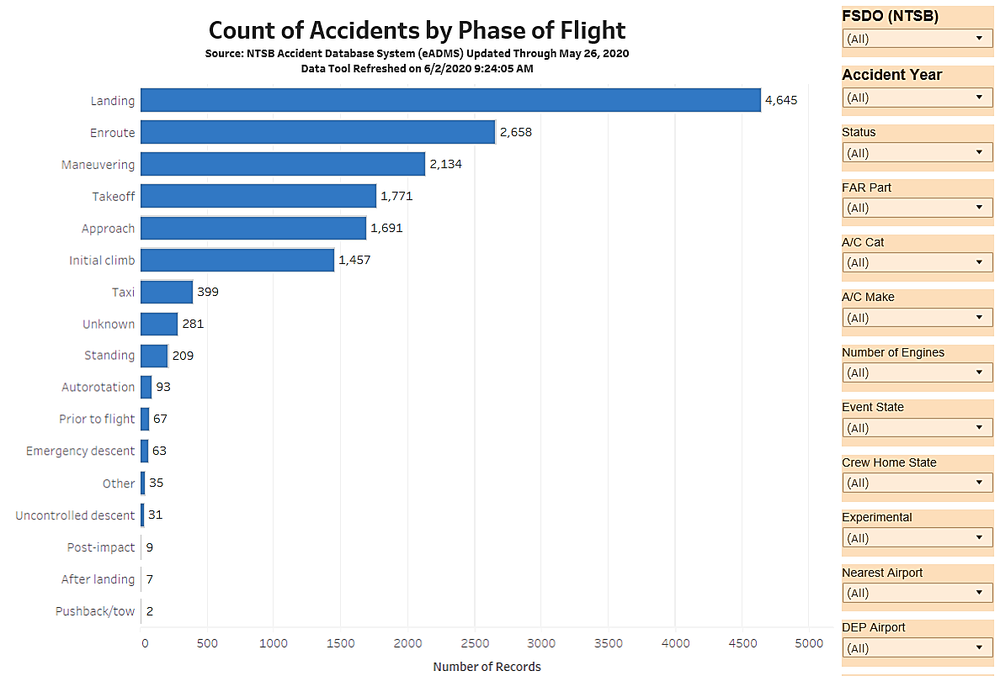 Count of Accidents by Phase of Flight
Source: NTSB Accident Database System (eADMS) Updated Through May 26, 2020
Data Tool Refreshed on 6/2/2020 9:24:05 AM
Landing 4,645
Enroute 2,658
Maneuvering 2,134
Takeoff 1,771
Approach 1,691
Initial climb 1,457
Taxi 399
Unknown 281
Standing 209
Autorotation 93
Prior to flight 67
Emergency descent 63
Other 35
Uncontrolled descent 31
Post-impact 9
After landing 7
Pushback/tow 2
0 500 1000 1500 2000 2500 3000 3500 4000 4500 5000
Number of Records
FSDO (NTSB)
(All)
Accident Year
(All)
Status
(All)
FAR Part
(All)
A/C Cat
(All)
A/C Make
(All)
Number of Engines
(All)
Event State
(All)
Crew Home State
(All)
Experimental
(All)
Nearest Airport
(All)
DEP Airport
(All)